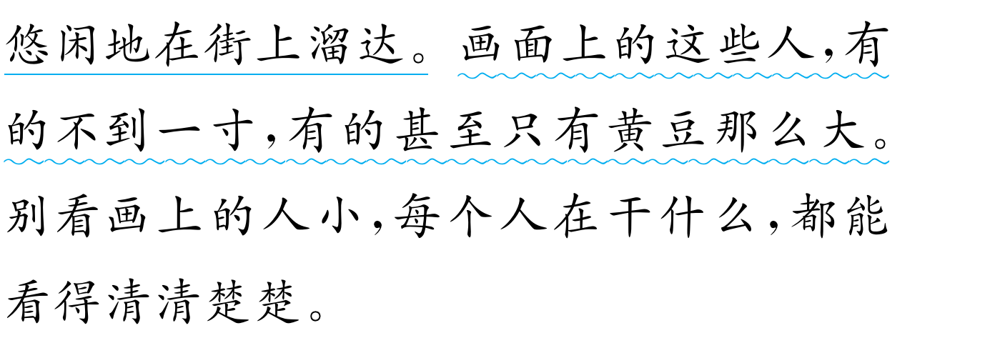 悠闲地在街上溜达。画面上的这些人，有
的不到一寸，有的甚至只有黄豆那么大。
别看画上的人小，每个人在干什么，都能
看得清清楚楚。